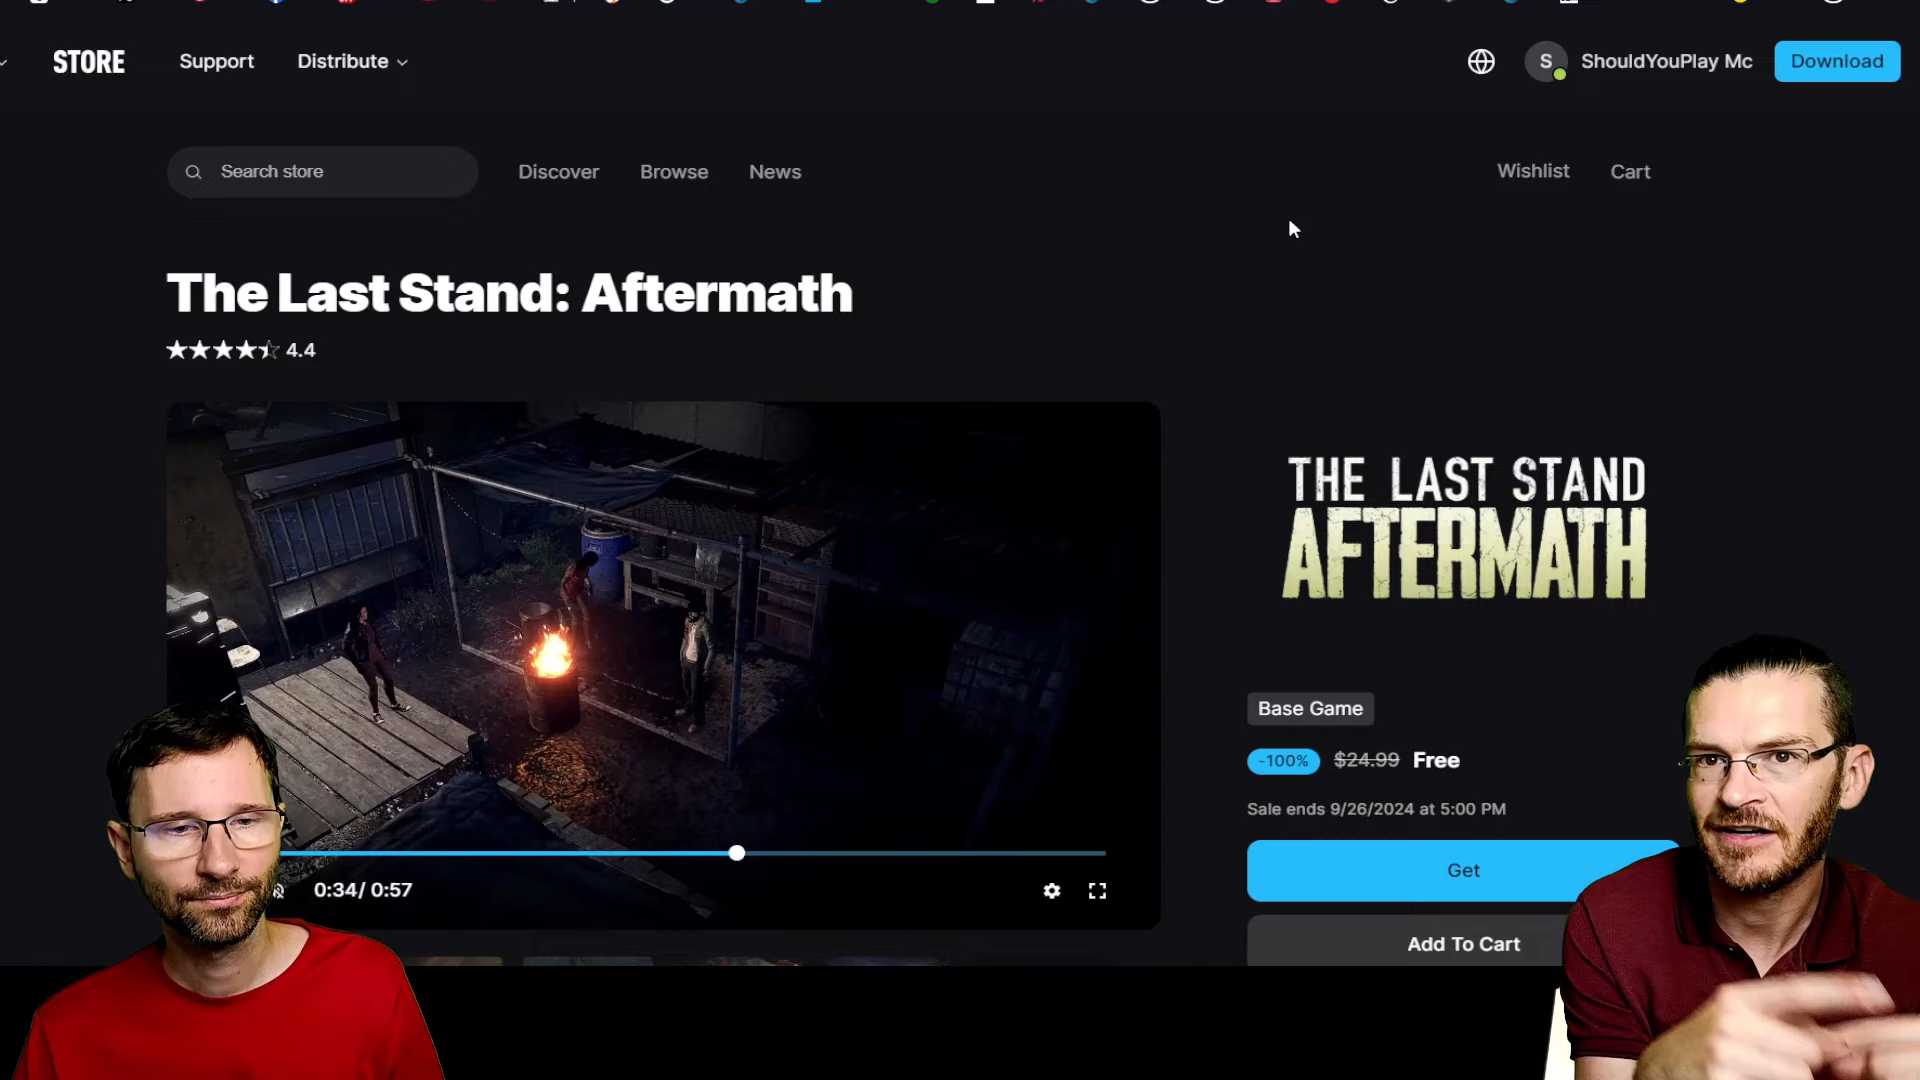 STORE
Support
Distribute
S
ShouldYouPlay Mc
Download
Search store
Discover
Browse
News
Wishlist
Cart
The Last Stand: Aftermath
4.4
THE LAST STAND
AFTERMATH
Base Game
-100%
$24.99
Free
Sale ends 9/26/2024 at 5:00 PM
Get
0:34/ 0:57
Add To Cart